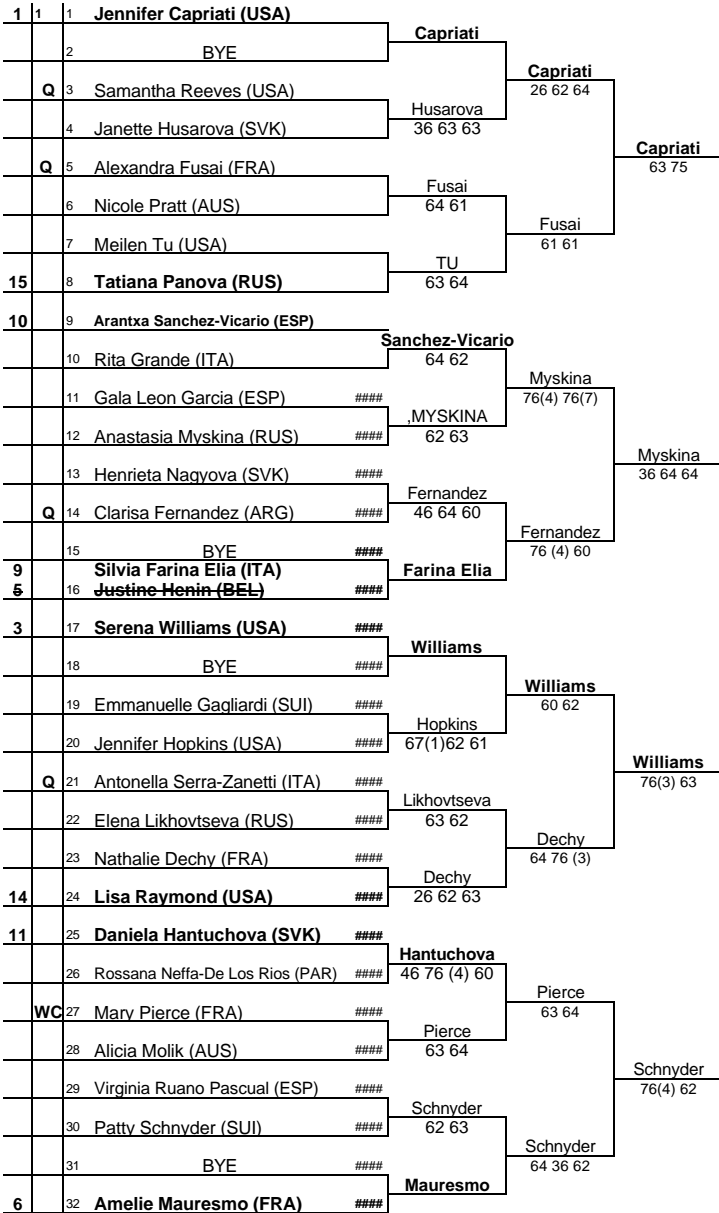 1 1 1 Jennifer Capriati (USA)
Capriati
2 BYE
Capriati
Q 3 Samantha Reeves (USA)
26 62 64
Husarova
4 Janette Husarova (SVK)
36 63 63
Capriati
Q 5 Alexandra Fusai (FRA)
63 75
Fusai
6 Nicole Pratt (AUS)
64 61
Fusai
7 Meilen Tu (USA)
61 61
TU
15 8 Tatiana Panova (RUS)
63 64
10 9 Arantxa Sanchez-Vicario (ESP)
Sanchez-Vicario
10 Rita Grande (ITA)
64 62
Myskina
11 Gala Leon Garcia (ESP) ####
76(4) 76(7)
,MYSKINA
12 Anastasia Myskina (RUS) ####
62 63
Myskina
13 Henrieta Nagyova (SVK) ####
36 64 64
Fernandez
Q 14 Clarisa Fernandez (ARG) ####
46 64 60
Fernandez
15 BYE ####
76 (4) 60
9 Silvia Farina Elia (ITA)
Farina Elia
5 16 Justine Henin (BEL) ####
3 17 Serena Williams (USA) ####
Williams
18 BYE ####
Williams
19 Emmanuelle Gagliardi (SUI) ####
60 62
Hopkins
20 Jennifer Hopkins (USA) ####
67(1)62 61
Williams
Q 21 Antonella Serra-Zanetti (ITA) ####
76(3) 63
Likhovtseva
22 Elena Likhovtseva (RUS) ####
63 62
Dechy
23 Nathalie Dechy (FRA) ####
64 76 (3)
Dechy
14 24 Lisa Raymond (USA) ####
26 62 63
11 25 Daniela Hantuchova (SVK) ####
Hantuchova
26 Rossana Neffa-De Los Rios (PAR) ####
46 76 (4) 60
Pierce
WC 27 Mary Pierce (FRA) ####
63 64
Pierce
28 Alicia Molik (AUS) ####
63 64
Schnyder
29 Virginia Ruano Pascual (ESP) ####
76(4) 62
Schnyder
30 Patty Schnyder (SUI) ####
62 63
Schnyder
31 BYE ####
64 36 62
Mauresmo
6 32 Amelie Mauresmo (FRA) ####